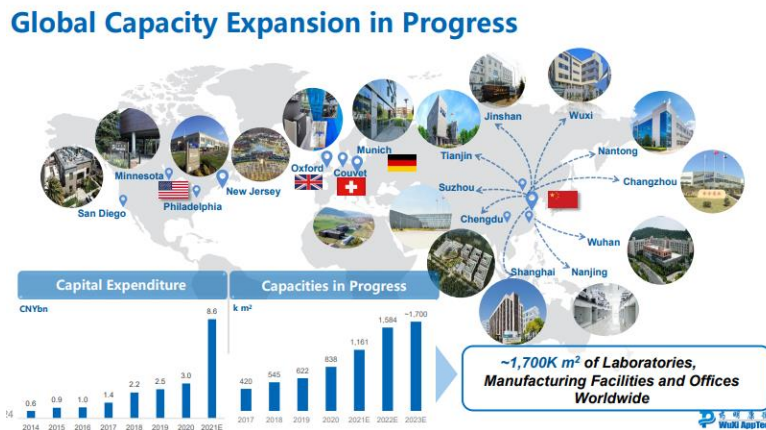 Global Capacity Expansion in Progress
Jinshan
Wuxi
Munich
Tianjin
Nantong
Oxford
Couvet
Minnesota
New Jersey
Philadelphia
San Diego
Suzhou
Changzhou
Chengdu
Wuhan
Shanghai
Nanjing
Capital Expenditure
CNYbn
0.6 0.9 1.0 1.4 2.2 2.5 3.0 8.6
2014 2015 2016 2017 2018 2019 2020 2021E
24
Capacities in Progress
k m²
420 545 622 838 1,161 1,584 ~1,700
2017 2018 2019 2020 2021E 2022E 2023E
~1,700K m² of Laboratories,
Manufacturing Facilities and Offices
Worldwide
WuXi AppTec